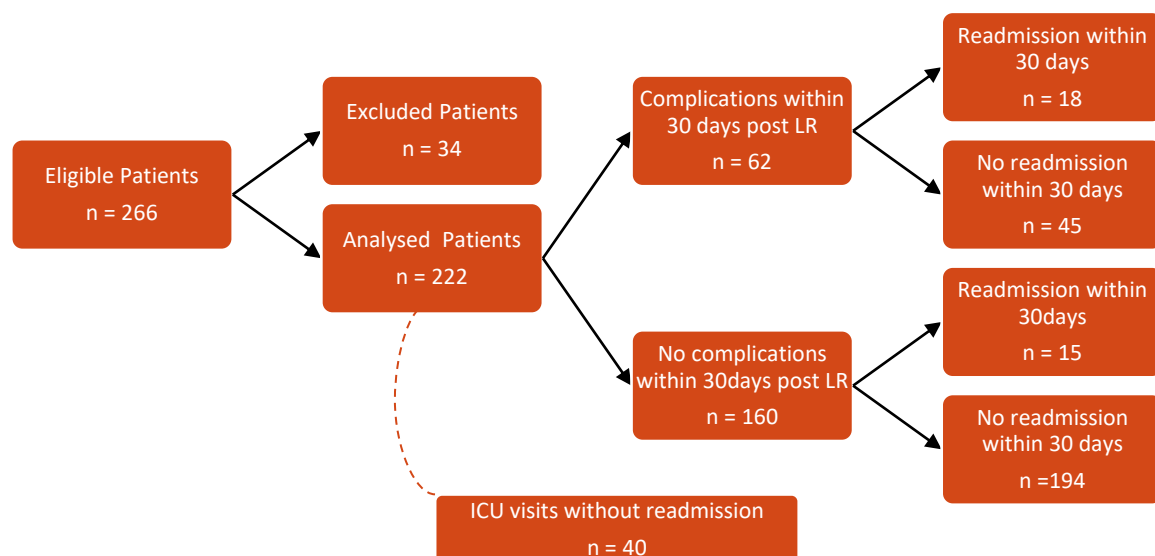 Eligible Patients
n = 266
Excluded Patients
n = 34
Analysed Patients
n = 222
Complications within
30 days post LR
n = 62
No complications
within 30days post LR
n = 160
Readmission within
30 days
n = 18
No readmission
within 30 days
n = 45
Readmission within
30days
n = 15
No readmission
within 30 days
n =194
ICU visits without readmission
n = 40